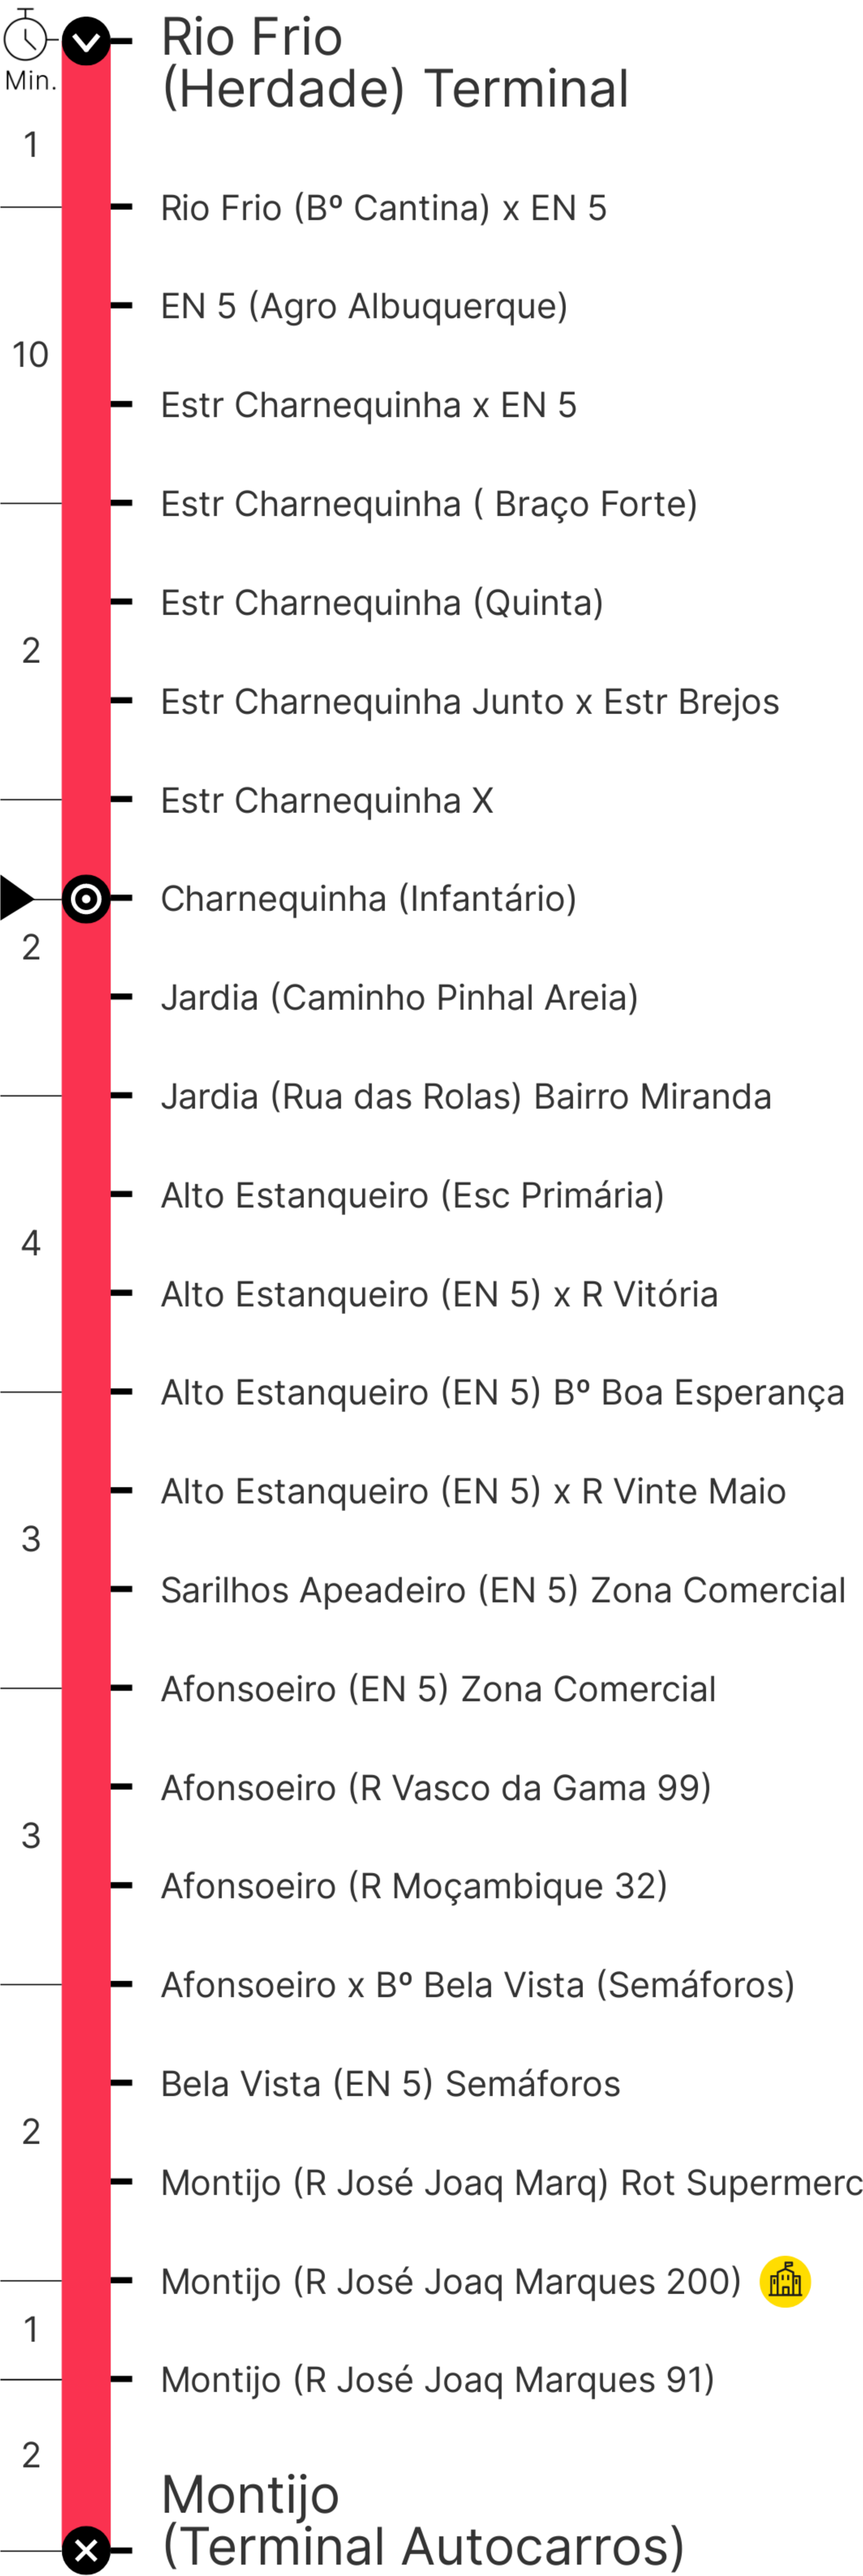 Rio Frio
(Herdade) Terminal
Min.
1
Rio Frio (Bº Cantina) x EN 5
EN 5 (Agro Albuquerque)
10
Estr Charnequinha x EN 5
Estr Charnequinha ( Braço Forte)
Estr Charnequinha (Quinta)
2
Estr Charnequinha Junto x Estr Brejos
Estr Charnequinha X
Charnequinha (Infantário)
2
Jardia (Caminho Pinhal Areia)
Jardia (Rua das Rolas) Bairro Miranda
Alto Estanqueiro (Esc Primária)
4
Alto Estanqueiro (EN 5) x R Vitória
Alto Estanqueiro (EN 5) Bº Boa Esperança
Alto Estanqueiro (EN 5) x R Vinte Maio
3
Sarilhos Apeadeiro (EN 5) Zona Comercial
Afonsoeiro (EN 5) Zona Comercial
Afonsoeiro (R Vasco da Gama 99)
3
Afonsoeiro (R Moçambique 32)
Afonsoeiro x Bº Bela Vista (Semáforos)
Bela Vista (EN 5) Semáforos
2
Montijo (R José Joaq Marq) Rot Supermerc
Montijo (R José Joaq Marques 200)
1
Montijo (R José Joaq Marques 91)
2
Montijo
(Terminal Autocarros)